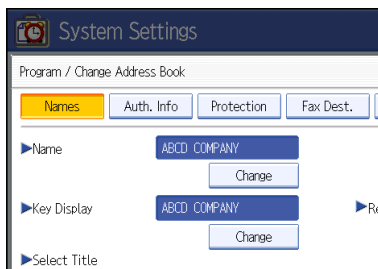 System Settings
Program / Change Address Book
Names Auth. Info Protection Fax Dest.
▶Name ABCD COMPANY
Change
▶Key Display ABCD COMPANY ▶Re
Change
▶Select Title